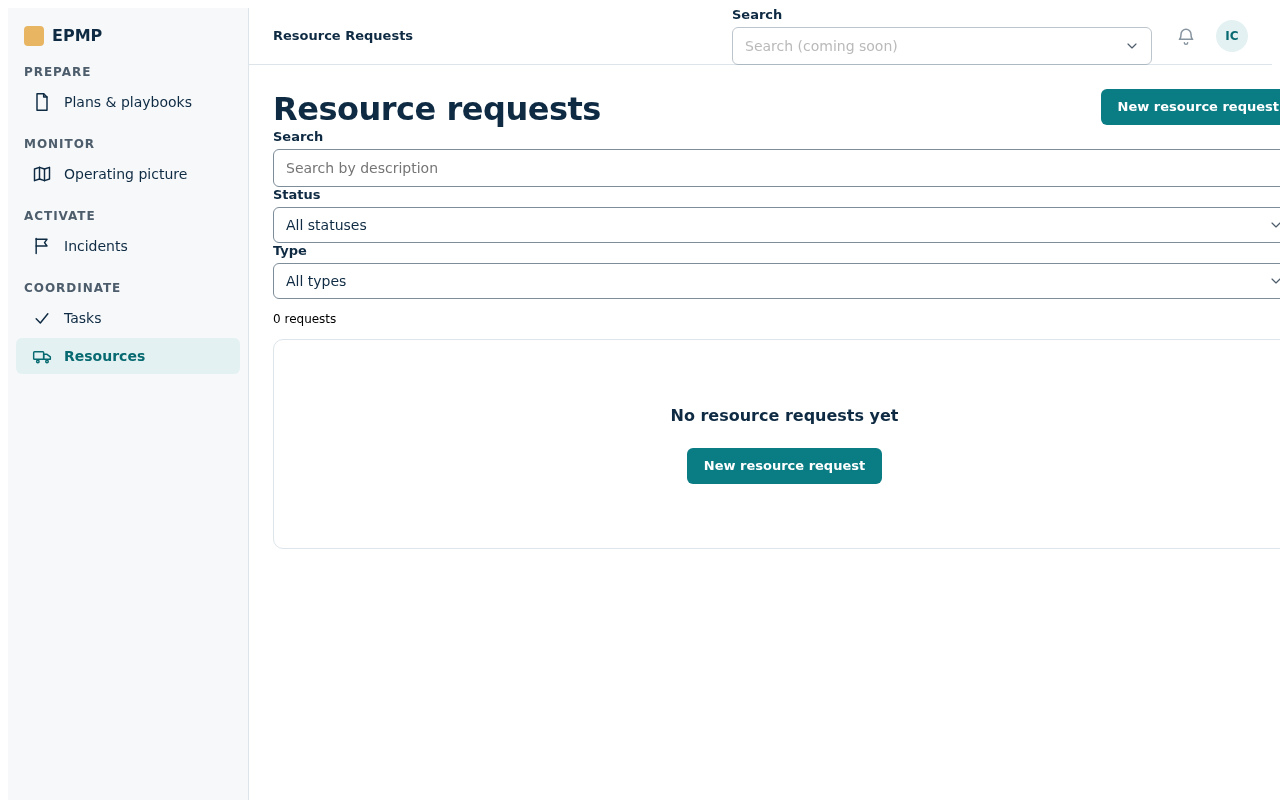 EPMP
PREPARE
Plans & playbooks
MONITOR
Operating picture
ACTIVATE
Incidents
COORDINATE
Tasks
Resources
Resource Requests
Search
Search (coming soon)
IC
Resource requests
New resource request
Search
Search by description
Status
All statuses
Type
All types
0 requests
No resource requests yet
New resource request